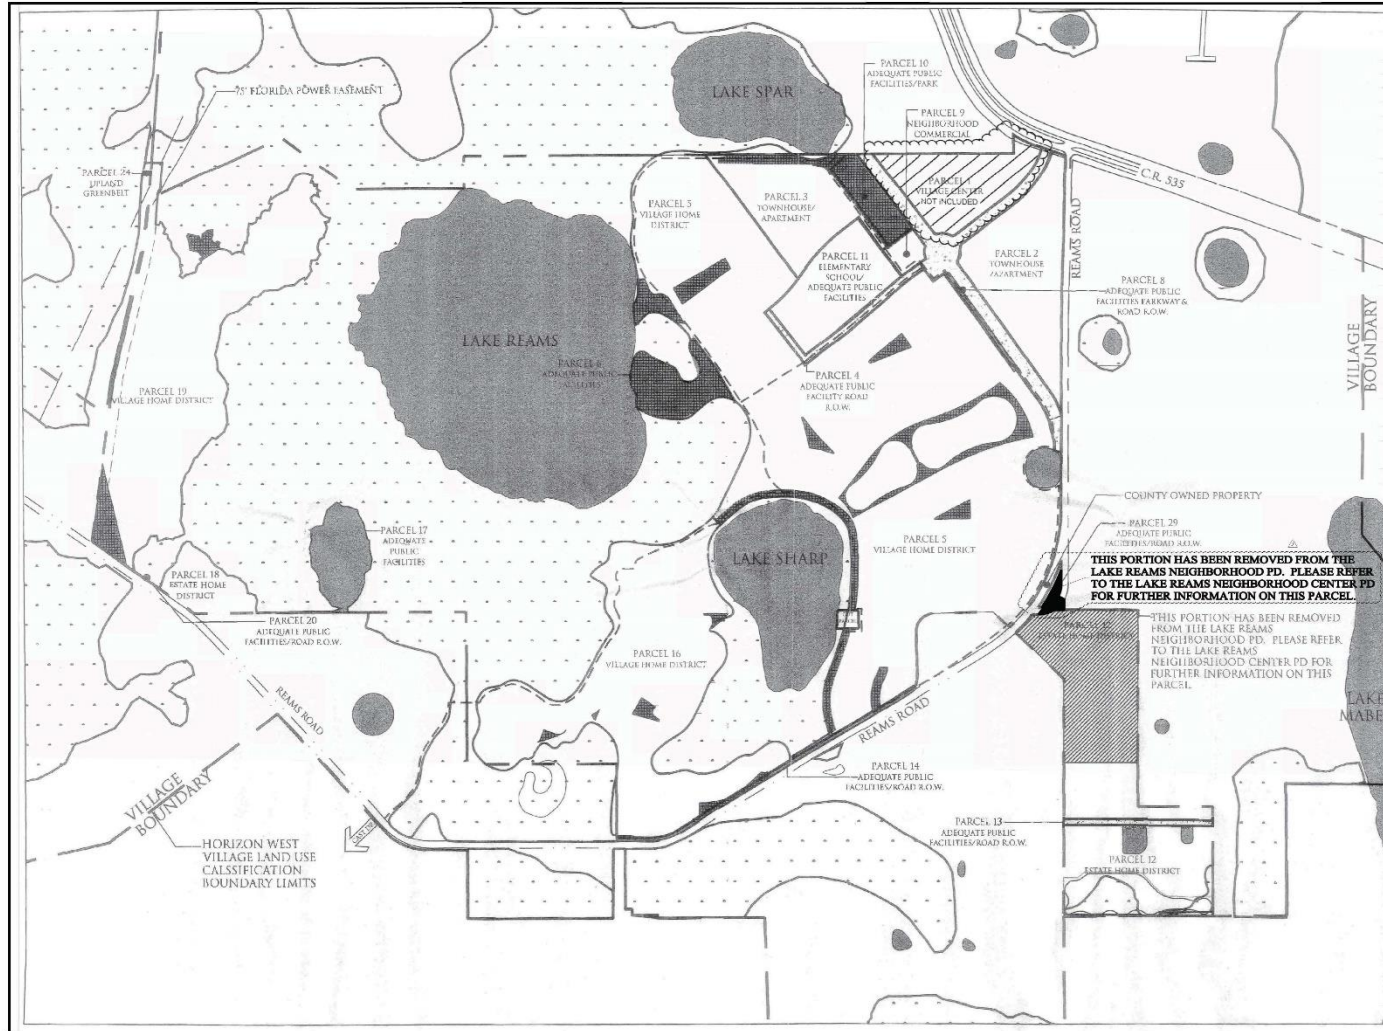 LAKE SPAR
PARCEL 10
ADEQUATE PUBLIC
FACILITIES/PARK
PARCEL 9
NEIGHBORHOOD
COMMERCIAL
75' FLORIDA POWER EASEMENT
C.R. 535
PARCEL 24
UPLAND
GREENBELT
PARCEL 1
VILLAGE CENTER
NOT INCLUDED
PARCEL 3
TOWNHOUSE/
APARTMENT
PARCEL 5
VILLAGE HOME
DISTRICT
REAMS ROAD
PARCEL 2
TOWNHOUSE
/APARTMENT
PARCEL 11
ELEMENTARY
SCHOOL/
ADEQUATE PUBLIC
FACILITIES
PARCEL 8
ADEQUATE PUBLIC
FACILITIES PARKWAY &
ROAD R.O.W.
VILLAGE
BOUNDARY
LAKE REAMS
PARCEL 6
ADEQUATE PUBLIC
FACILITIES
PARCEL 4
ADEQUATE PUBLIC
FACILITY ROAD
R.O.W.
PARCEL 19
VILLAGE HOME DISTRICT
COUNTY OWNED PROPERTY
PARCEL 29
ADEQUATE PUBLIC
FACILITIES/ROAD R.O.W.
PARCEL 17
ADEQUATE
PUBLIC
FACILITIES
PARCEL 5
VILLAGE HOME DISTRICT
LAKE SHARP
THIS PORTION HAS BEEN REMOVED FROM THE
LAKE REAMS NEIGHBORHOOD PD. PLEASE REFER
TO THE LAKE REAMS NEIGHBORHOOD CENTER PD
FOR FURTHER INFORMATION ON THIS PARCEL.
PARCEL 18
ESTATE HOME
DISTRICT
PARCEL 20
ADEQUATE PUBLIC
FACILITIES/ROAD R.O.W.
PARCEL 12
ESTATE HOME DISTRICT
THIS PORTION HAS BEEN REMOVED
FROM THE LAKE REAMS
NEIGHBORHOOD PD. PLEASE REFER
TO THE LAKE REAMS
NEIGHBORHOOD CENTER PD FOR
FURTHER INFORMATION ON THIS
PARCEL.
PARCEL 16
VILLAGE HOME DISTRICT
LAKE
MABE
REAMS ROAD
REAMS ROAD
PARCEL 14
ADEQUATE PUBLIC
FACILITIES/ROAD R.O.W.
VILLAGE
BOUNDARY
PARCEL 13
ADEQUATE PUBLIC
FACILITIES/ROAD R.O.W.
HORIZON WEST
VILLAGE LAND USE
CALSSIFICATION
BOUNDARY LIMITS
PARCEL 12
ESTATE HOME DISTRICT